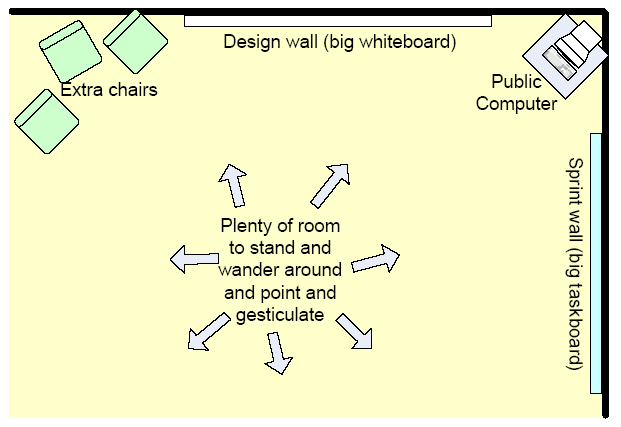 Design wall (big whiteboard)
Extra chairs
Public
Computer
Sprint wall (big taskboard)
Plenty of room
to stand and
wander around
and point and
gesticulate